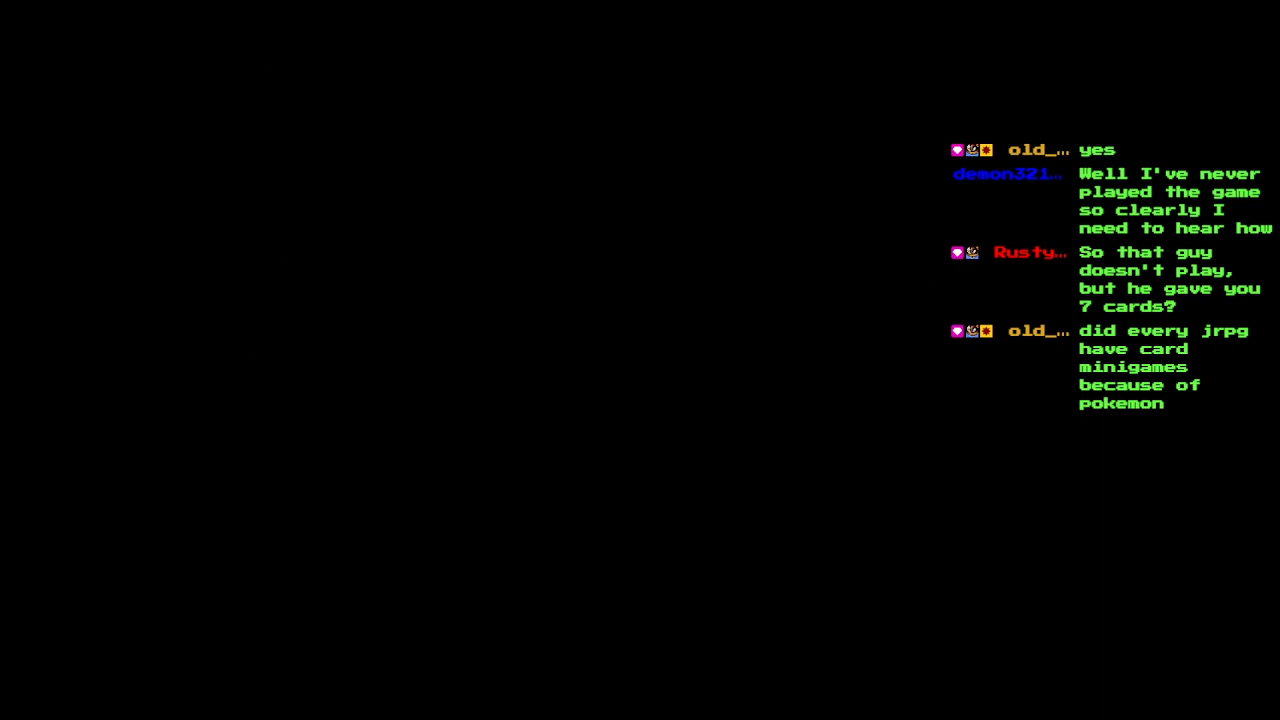 old_... yes
demon321... Well I've never
played the game
so clearly I
need to hear how
Rusty... So that guy
doesn't play,
but he gave you
7 cards?
old_... did every jrpg
have card
minigames
because of
pokemon